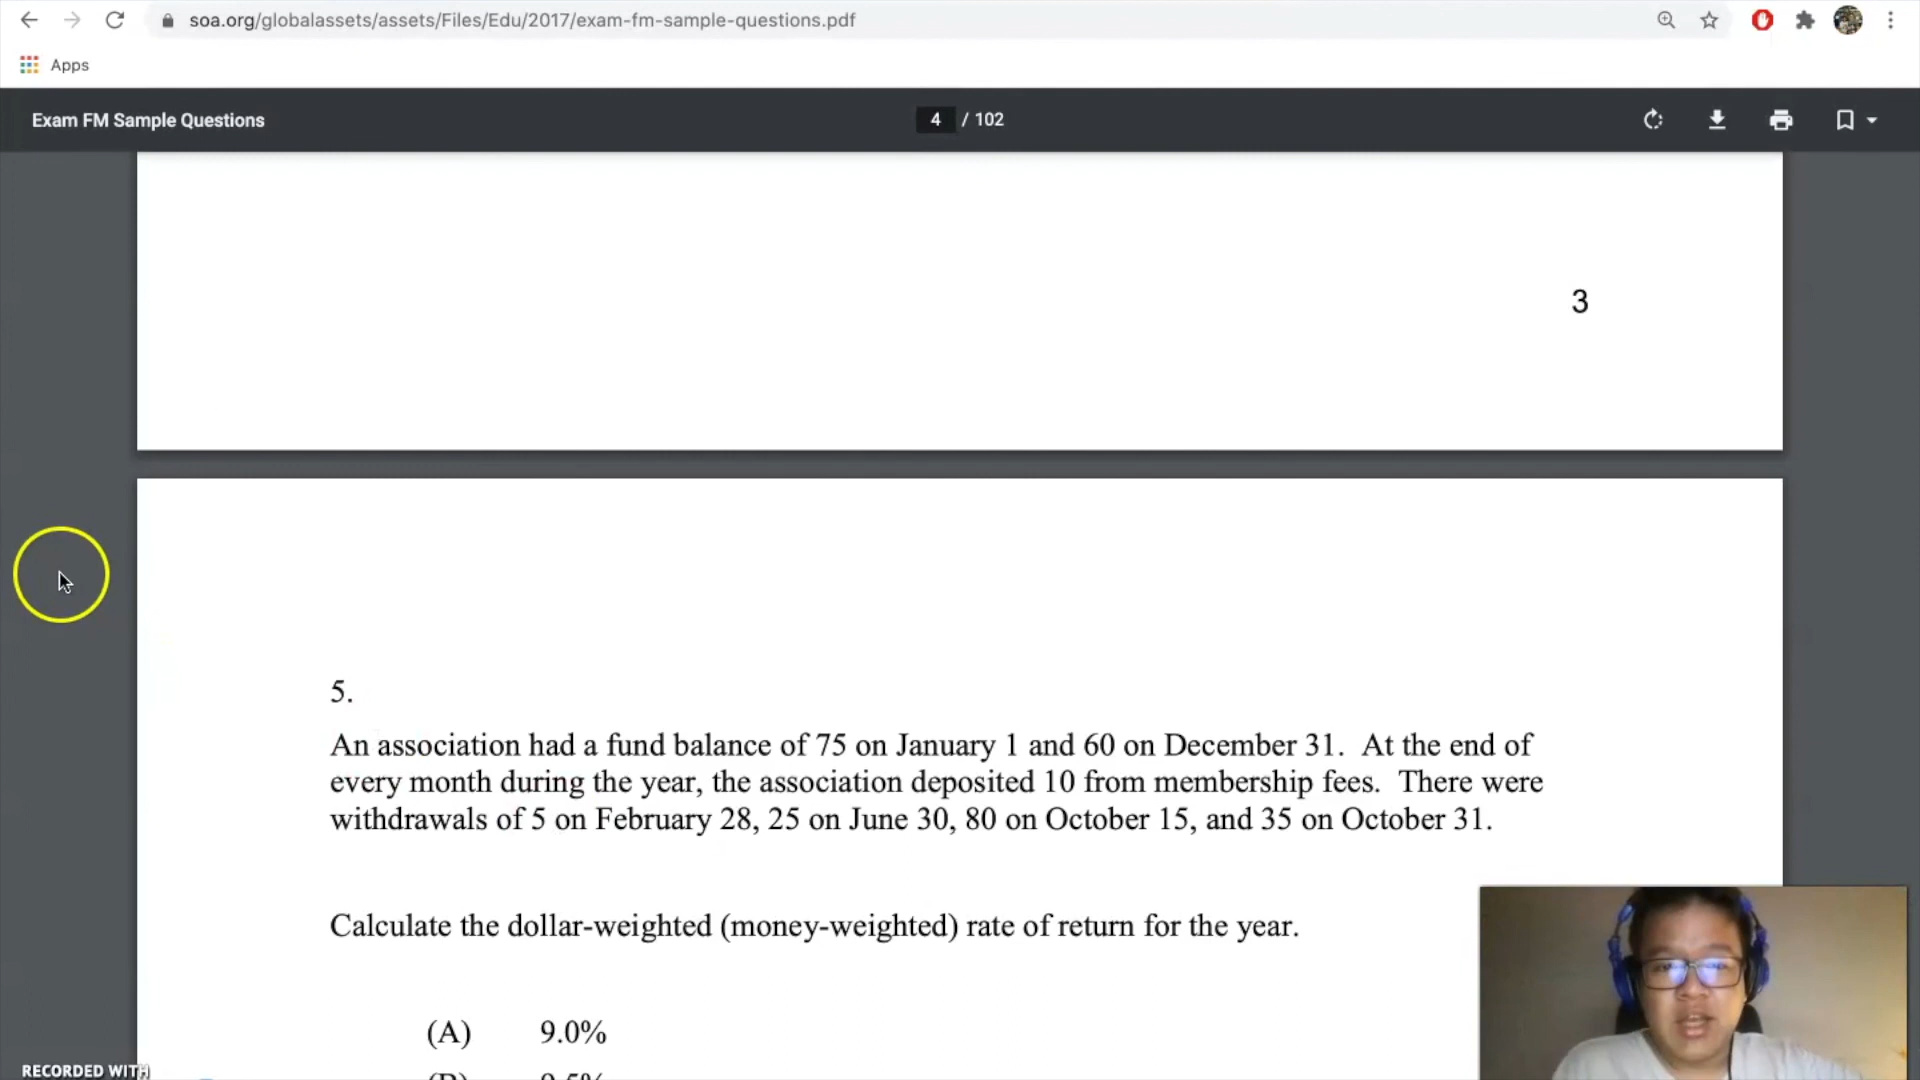 soa.org/globalassets/assets/Files/Edu/2017/exam-fm-sample-questions.pdf
Apps
Exam FM Sample Questions
4 / 102
3
5.
An association had a fund balance of 75 on January 1 and 60 on December 31. At the end of
every month during the year, the association deposited 10 from membership fees. There were
withdrawals of 5 on February 28, 25 on June 30, 80 on October 15, and 35 on October 31.
Calculate the dollar-weighted (money-weighted) rate of return for the year.
(A) 9.0%
RECORDED WITH